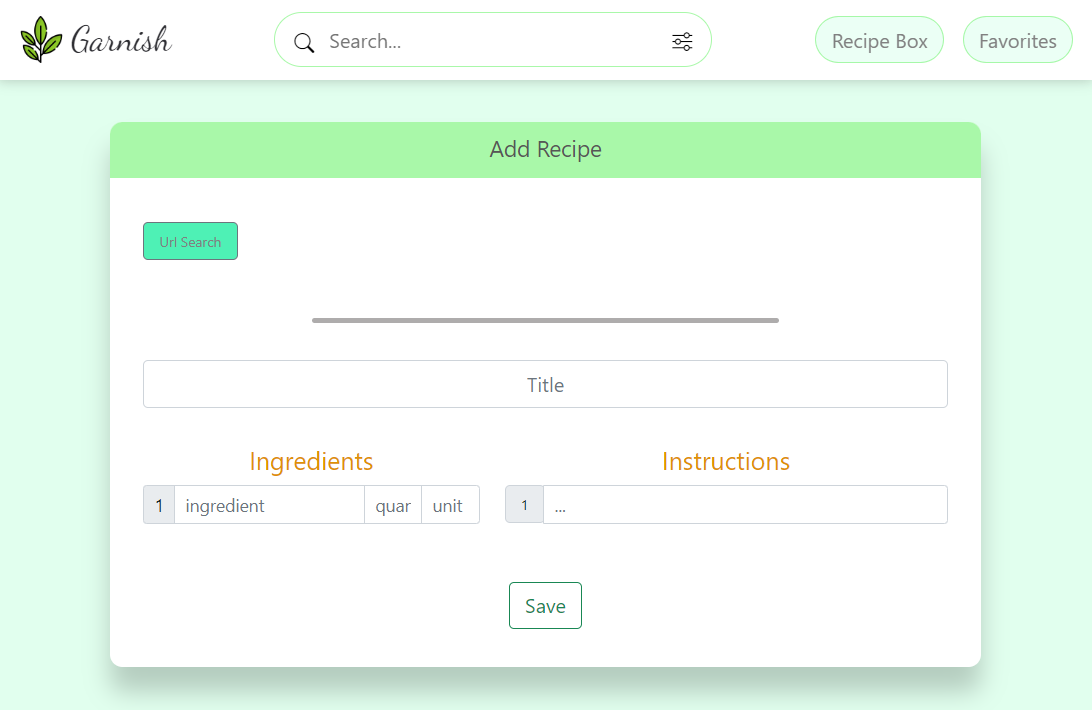 Garnish
Search...
Recipe Box
Favorites
Add Recipe
Url Search
Title
Ingredients
Instructions
1 ingredient quar unit
1 ...
Save